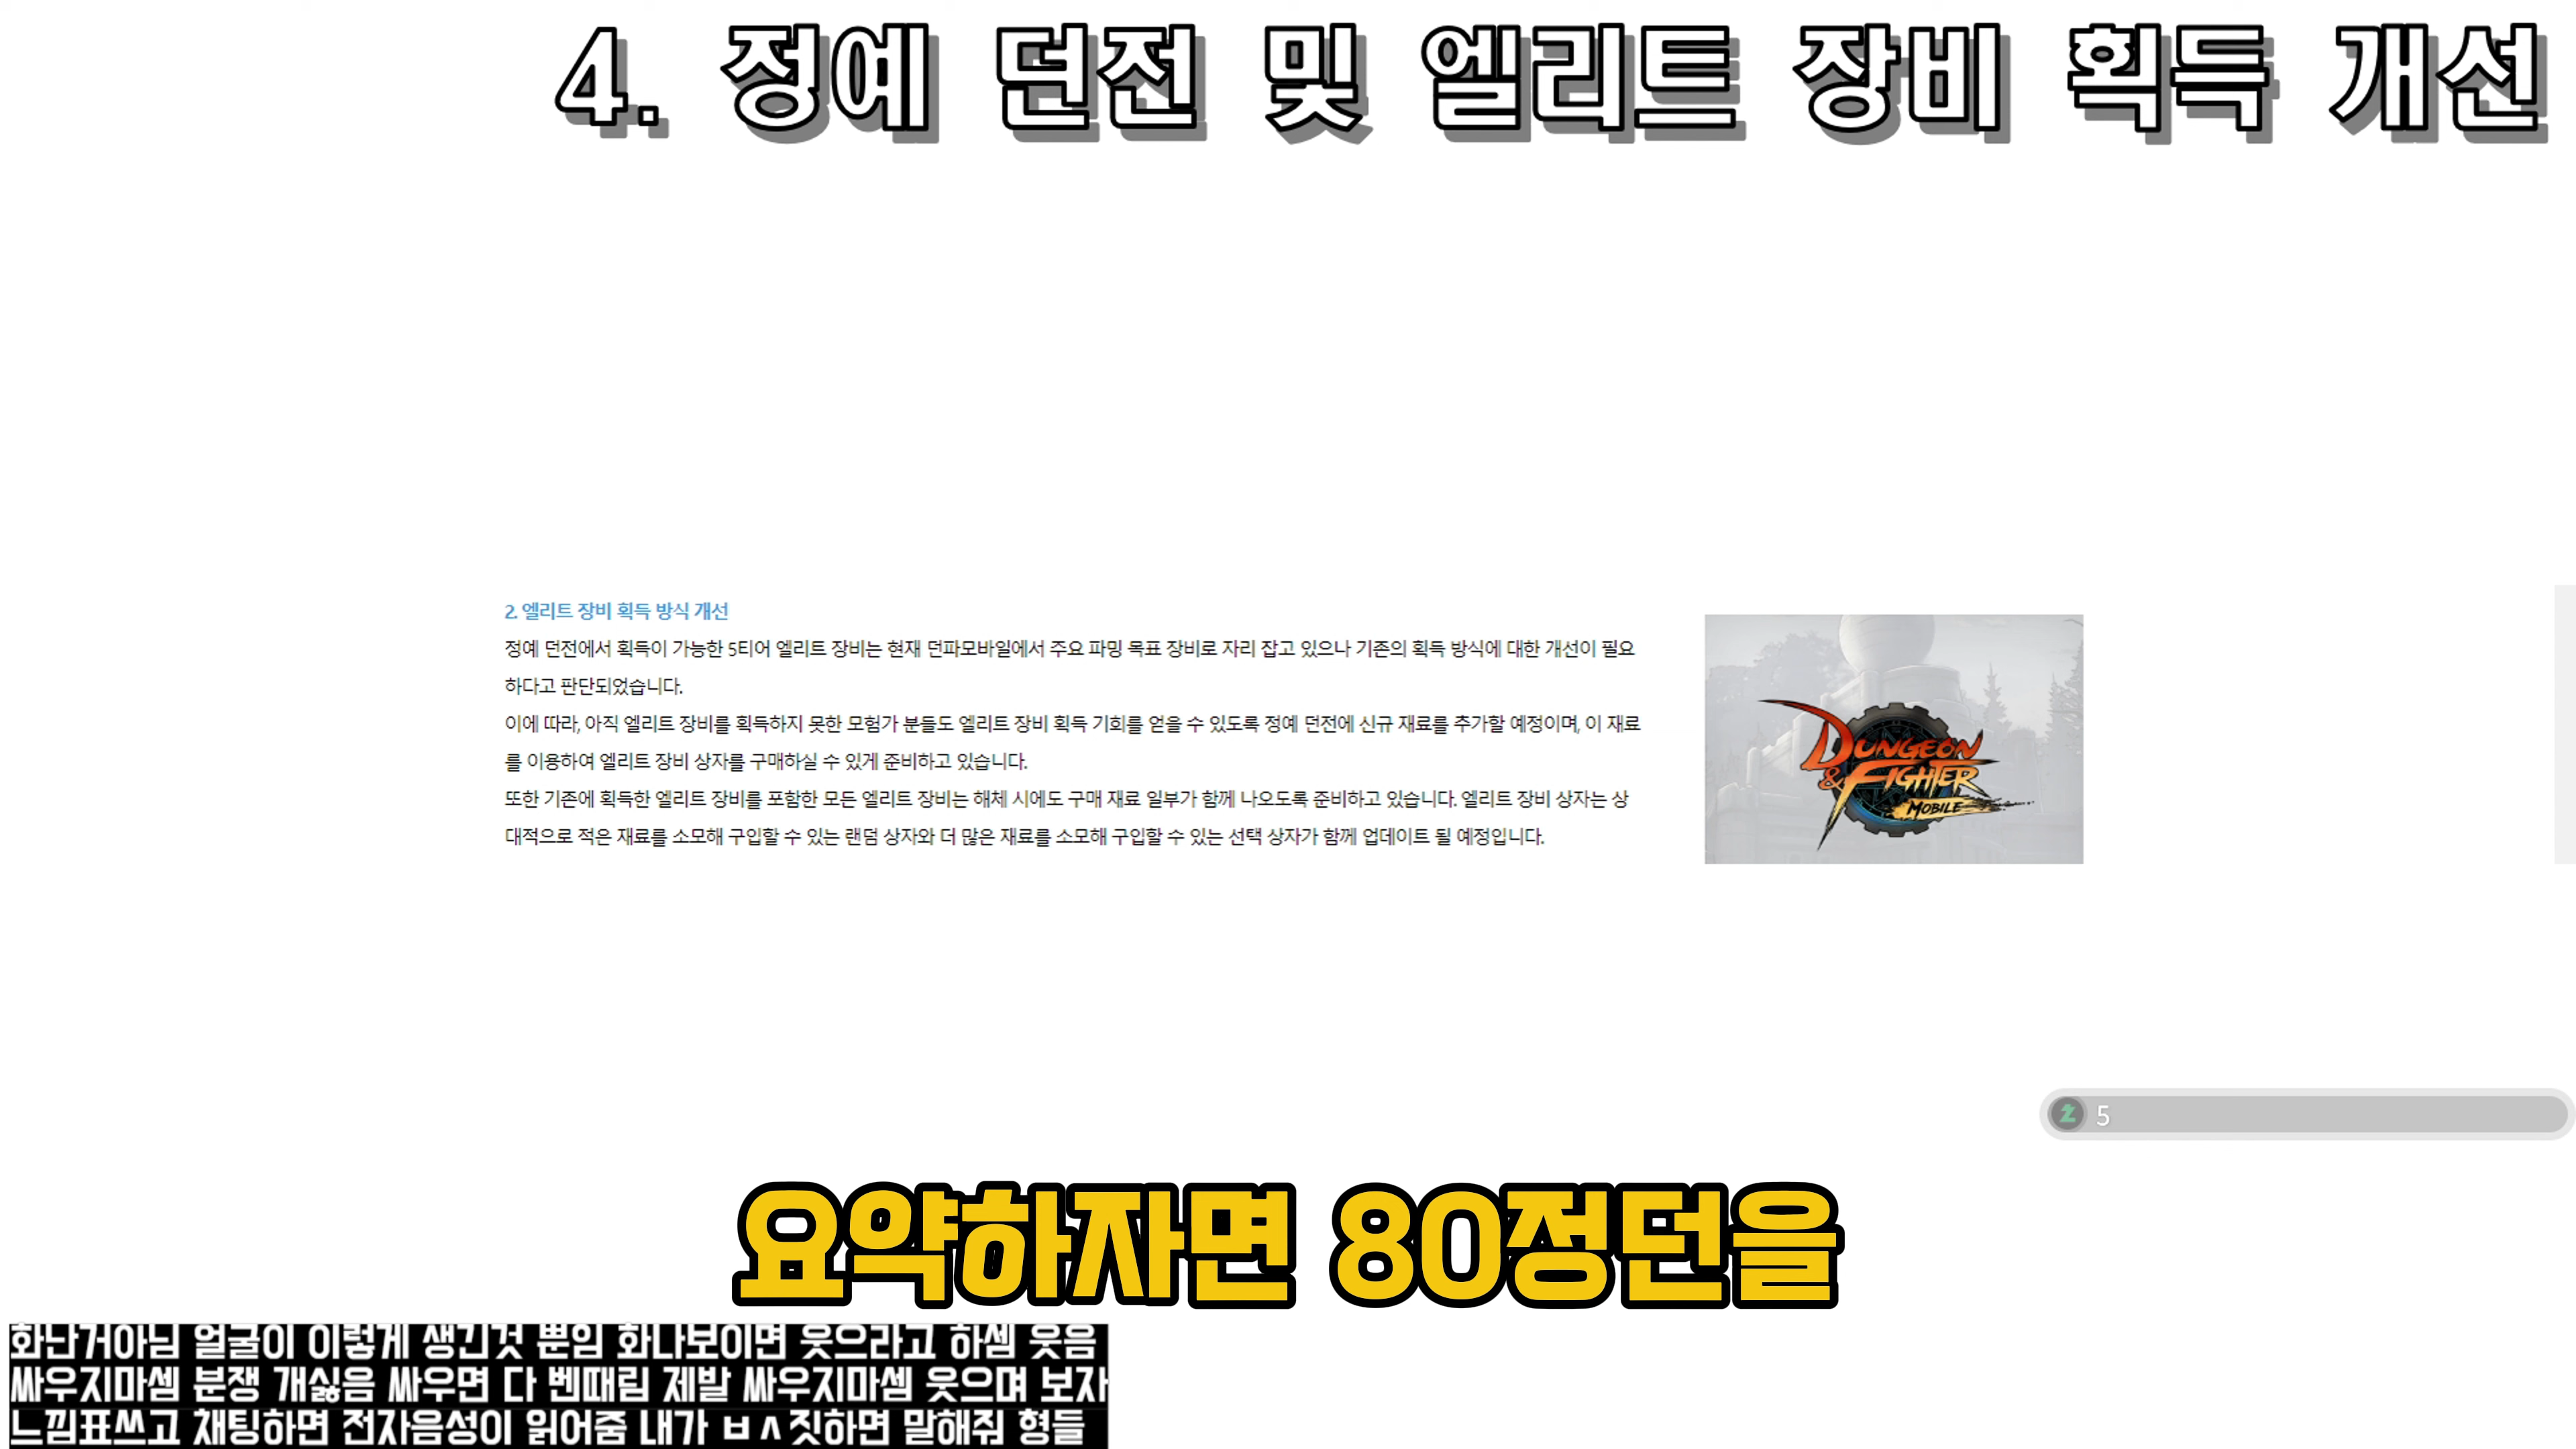 4. 정예 던전 및 엘리트 장비 획득 개선
2. 엘리트 장비 획득 방식 개선
정예 던전에서 획득이 가능한 5티어 엘리트 장비는 현재 던파모바일에서 주요 파밍 목표 장비로 자리 잡고 있으나 기존의 획득 방식에 대한 개선이 필요
하다고 판단되었습니다.
이에 따라, 아직 엘리트 장비를 획득하지 못한 모험가 분들도 엘리트 장비 획득 기회를 얻을 수 있도록 정예 던전에 신규 재료를 추가할 예정이며, 이 재료
를 이용하여 엘리트 장비 상자를 구매하실 수 있게 준비하고 있습니다.
또한 기존에 획득한 엘리트 장비를 포함한 모든 엘리트 장비는 해체 시에도 구매 재료 일부가 함께 나오도록 준비하고 있습니다. 엘리트 장비 상자는 상
대적으로 적은 재료를 소모해 구입할 수 있는 랜덤 상자와 더 많은 재료를 소모해 구입할 수 있는 선택 상자가 함께 업데이트 될 예정입니다.
DUNGEON
& FIGHTER
MOBILE
5
요약하자면 80정던을
화난거아님 얼굴이 이렇게 생긴것 뿐임 화나보이면 웃으라고 하셈 웃음
싸우지마셈 분쟁 개싫음 싸우면 다 벤때림 제발 싸우지마셈 웃으며 보자
느낌표쓰고 채팅하면 전자음성이 읽어줌 내가 ㅂㅅ짓하면 말해줘 형들